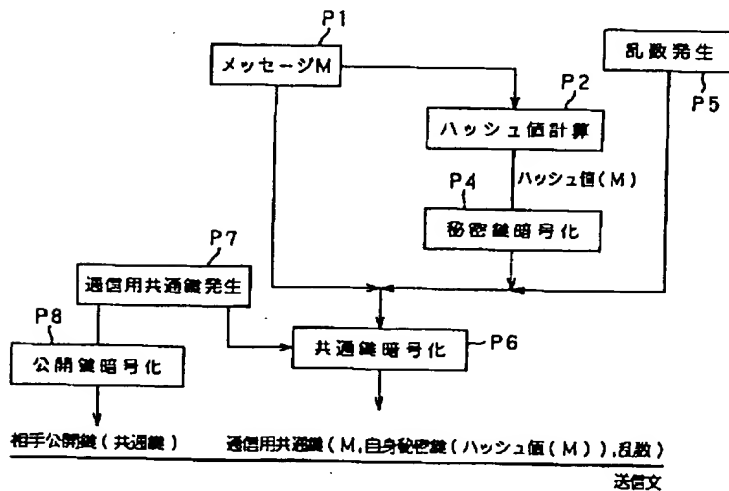 P1
メッセージM
乱数発生
P5
P2
ハッシュ値計算
ハッシュ値(M)
P4
秘密鍵暗号化
P7
通信用共通鍵発生
P8
公開鍵暗号化
共通鍵暗号化
P6
相手公開鍵(共通鍵) 通信用共通鍵(M,自身秘密鍵(ハッシュ値(M)),乱数)
送信文